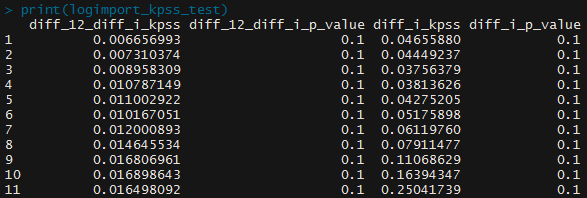 > print(logimport_kpss_test)
diff_12_diff_i_kpss diff_12_diff_i_p_value diff_i_kpss diff_i_p_value
1 0.006656993 0.1 0.04655880 0.1
2 0.007310374 0.1 0.04449237 0.1
3 0.008958309 0.1 0.03756379 0.1
4 0.010787149 0.1 0.03813626 0.1
5 0.011002922 0.1 0.04275205 0.1
6 0.010167051 0.1 0.05175898 0.1
7 0.012000893 0.1 0.06119760 0.1
8 0.014645534 0.1 0.07911477 0.1
9 0.016806961 0.1 0.11068629 0.1
10 0.016898643 0.1 0.16394347 0.1
11 0.016498092 0.1 0.25041739 0.1